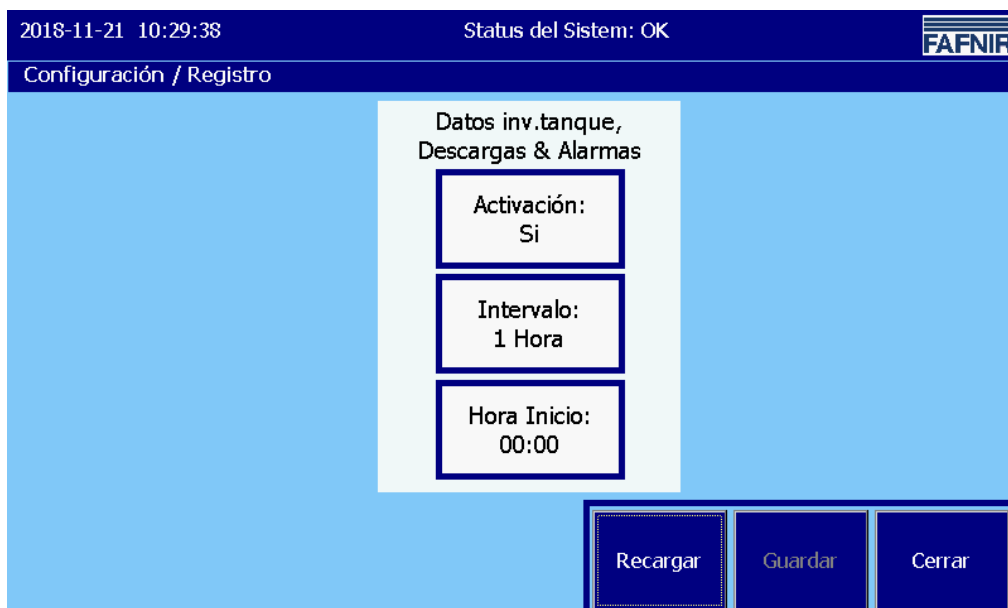 2018-11-21 10:29:38 Status del Sistem: OK FAFNIR
Configuración / Registro
Datos inv.tanque,
Descargas & Alarmas
Activación:
Si
Intervalo:
1 Hora
Hora Inicio:
00:00
Recargar Guardar Cerrar